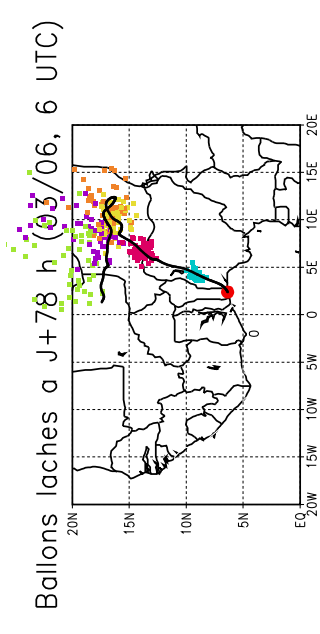 Ballons laches a J+78 h (03/06, 6 UTC)
20N
15N
10N
5N
EQ
20W
15W
10W
5W
0
5E
10E
15E
20E
0